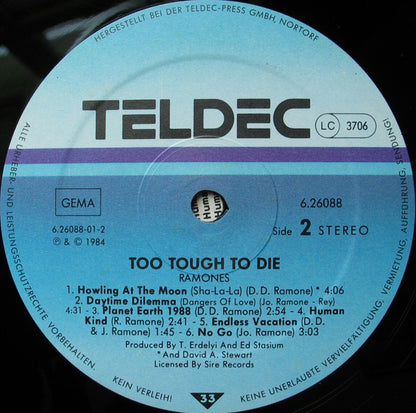 HERGESTELLT BEI DER TELDEC-PRESS GMBH, NORTORF
TELDEC
LC 3706
GEMA
6.26088
6.26088-01-2
Side 2 STEREO
℗ & © 1984
TOO TOUGH TO DIE
RAMONES
1. Howling At The Moon (Sha-La-La) (D. D. Ramone) * 4:06
2. Daytime Dilemma (Dangers Of Love) (Jo. Ramone - Rey)
4:31 - 3. Planet Earth 1988 (D. D. Ramone) 2:54 - 4. Human
Kind (R. Ramone) 2:41 - 5. Endless Vacation (D. D.
& J. Ramone) 1:45 - 6. No Go (Jo. Ramone) 3:03
Produced By T. Erdelyi And Ed Stasium
*And David A. Stewart
Licensed By Sire Records
33
ALLE URHEBER- UND LEISTUNGSSCHUTZRECHTE VORBEHALTEN.
KEIN VERLEIH!
KEINE UNERLAUBTE VERVIELFÄLTIGUNG, VERMIETUNG, AUFFÜHRUNG, SENDUNG!
Human